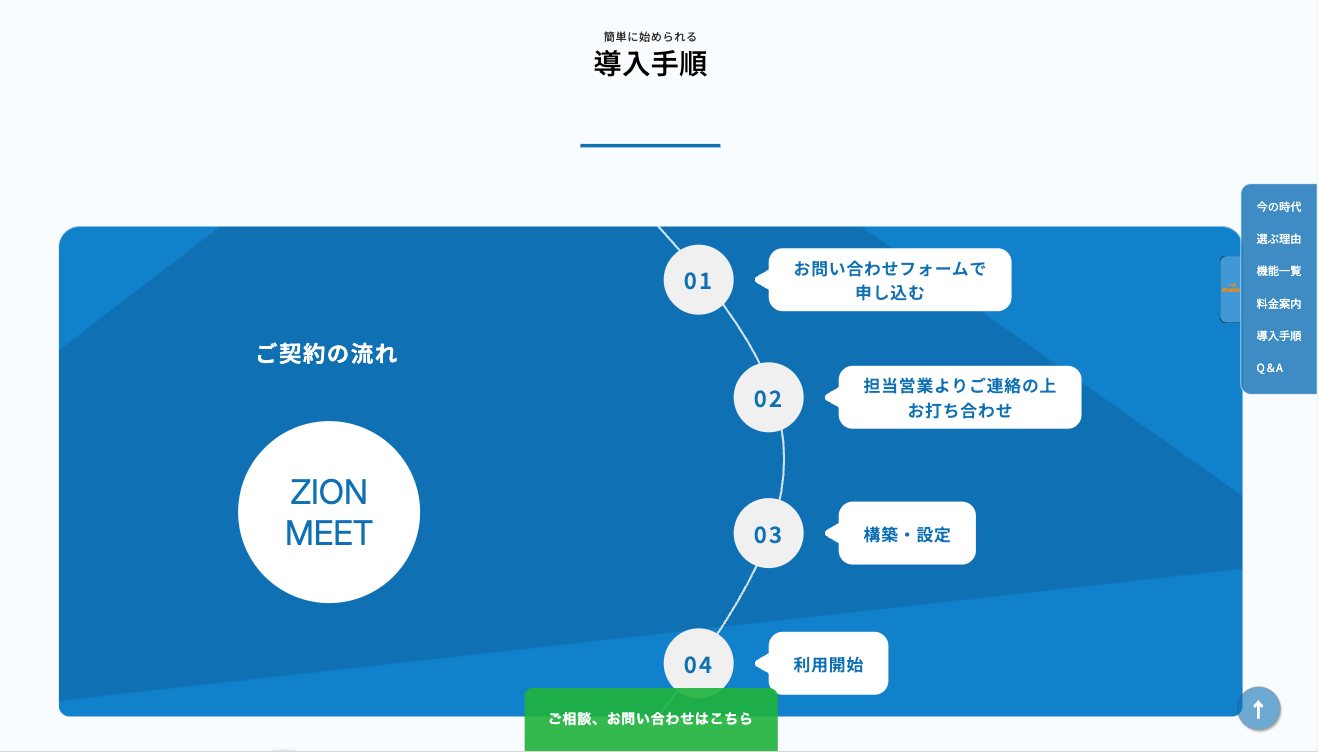 簡単に始められる
導入手順
今の時代
選ぶ理由
機能一覧
料金案内
導入手順
Q&A
menu
ご契約の流れ
ZION
MEET
01
お問い合わせフォームで
申し込む
02
担当営業よりご連絡の上
お打ち合わせ
03
構築・設定
04
利用開始
ご相談、お問い合わせはこちら